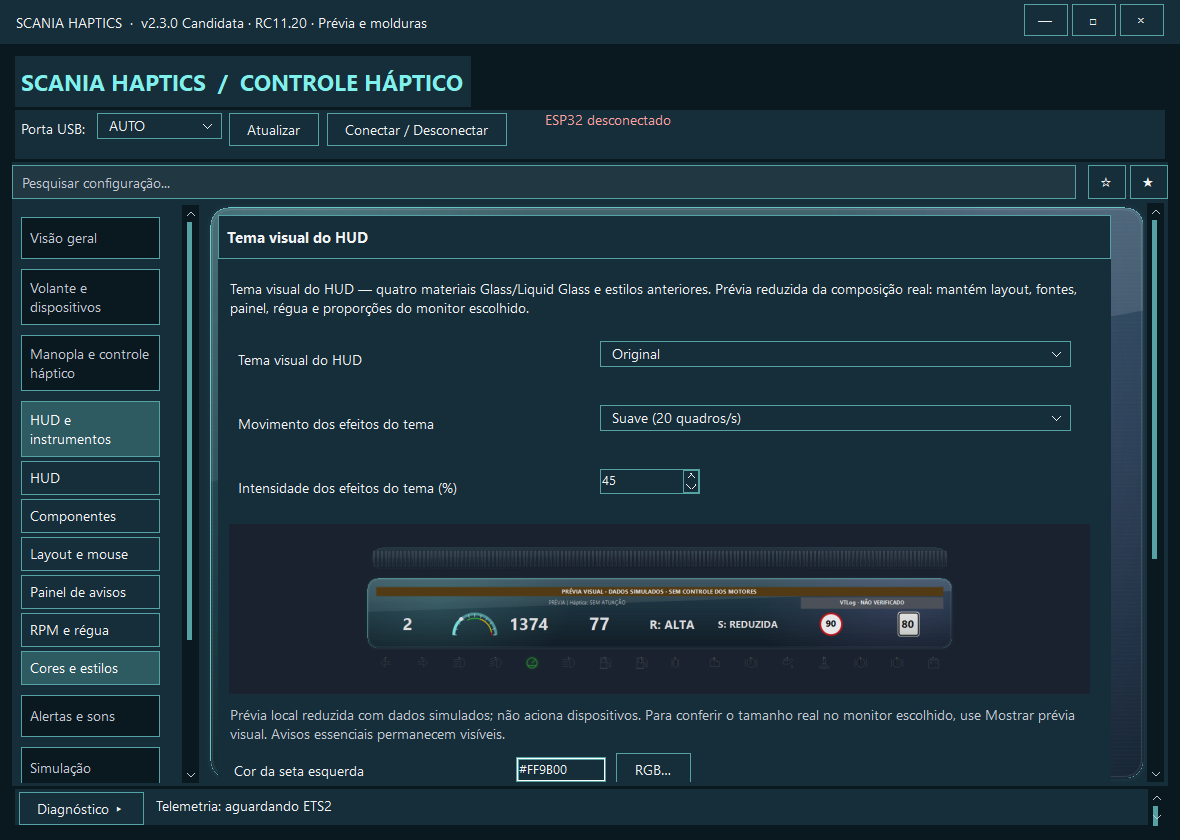 SCANIA HAPTICS · v2.3.0 Candidata · RC11.20 · Prévia e molduras
SCANIA HAPTICS / CONTROLE HÁPTICO
Porta USB: AUTO Atualizar Conectar / Desconectar ESP32 desconectado
Pesquisar configuração...
Visão geral
Volante e
dispositivos
Manopla e controle
háptico
HUD e
instrumentos
HUD
Componentes
Layout e mouse
Painel de avisos
RPM e régua
Cores e estilos
Alertas e sons
Simulação
Tema visual do HUD
Tema visual do HUD — quatro materiais Glass/Liquid Glass e estilos anteriores. Prévia reduzida da composição real: mantém layout, fontes,
painel, régua e proporções do monitor escolhido.
Tema visual do HUD Original
Movimento dos efeitos do tema Suave (20 quadros/s)
Intensidade dos efeitos do tema (%) 45
PRÉVIA VISUAL · DADOS SIMULADOS · SEM CONTROLE DOS MOTORES
PRÉVIA | Háptica: SEM ATUAÇÃO VTLog · NÃO VERIFICADO
2 1374 77 R: ALTA S: REDUZIDA 90 80
Prévia local reduzida com dados simulados; não aciona dispositivos. Para conferir o tamanho real no monitor escolhido, use Mostrar prévia
visual. Avisos essenciais permanecem visíveis.
Cor da seta esquerda #FF9B00 RGB...
Diagnóstico Telemetria: aguardando ETS2